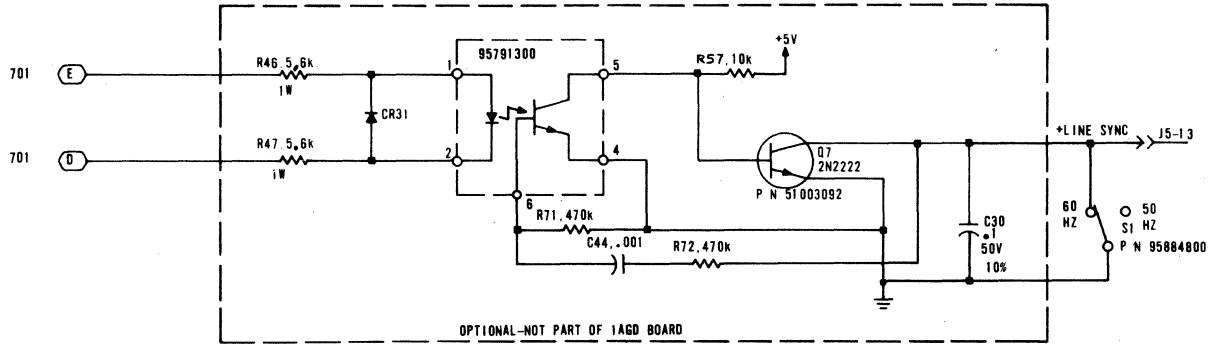 701 E
R46.5.6k
1W
701 D
R47.5.6k
1W
CR31
95791300
1
2
5
4
6
R57,10k
+5V
Q7
2N2222
P N 51003092
R71,470k
C44,.001
R72,470k
+LINE SYNC
J5-13
C30
.1
50V
10%
60
HZ
50
HZ
S1
P N 95884800
OPTIONAL-NOT PART OF 1AGD BOARD